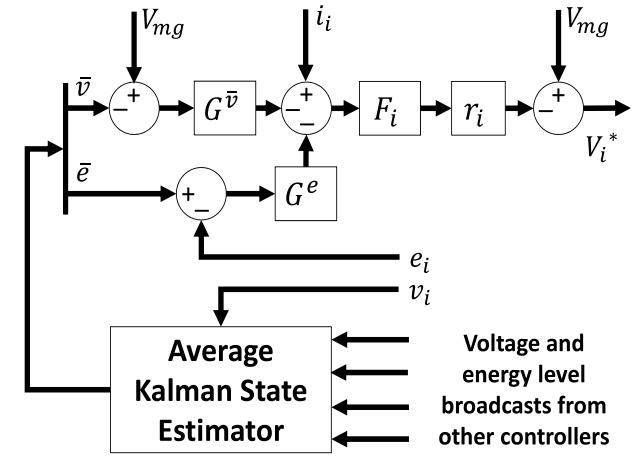 V_mg
i_i
V_mg
v̄
− +
G^v̄
− + −
F_i
r_i
− +
V_i*
ē
+ −
G^e
e_i
v_i
Average
Kalman State
Estimator
Voltage and
energy level
broadcasts from
other controllers